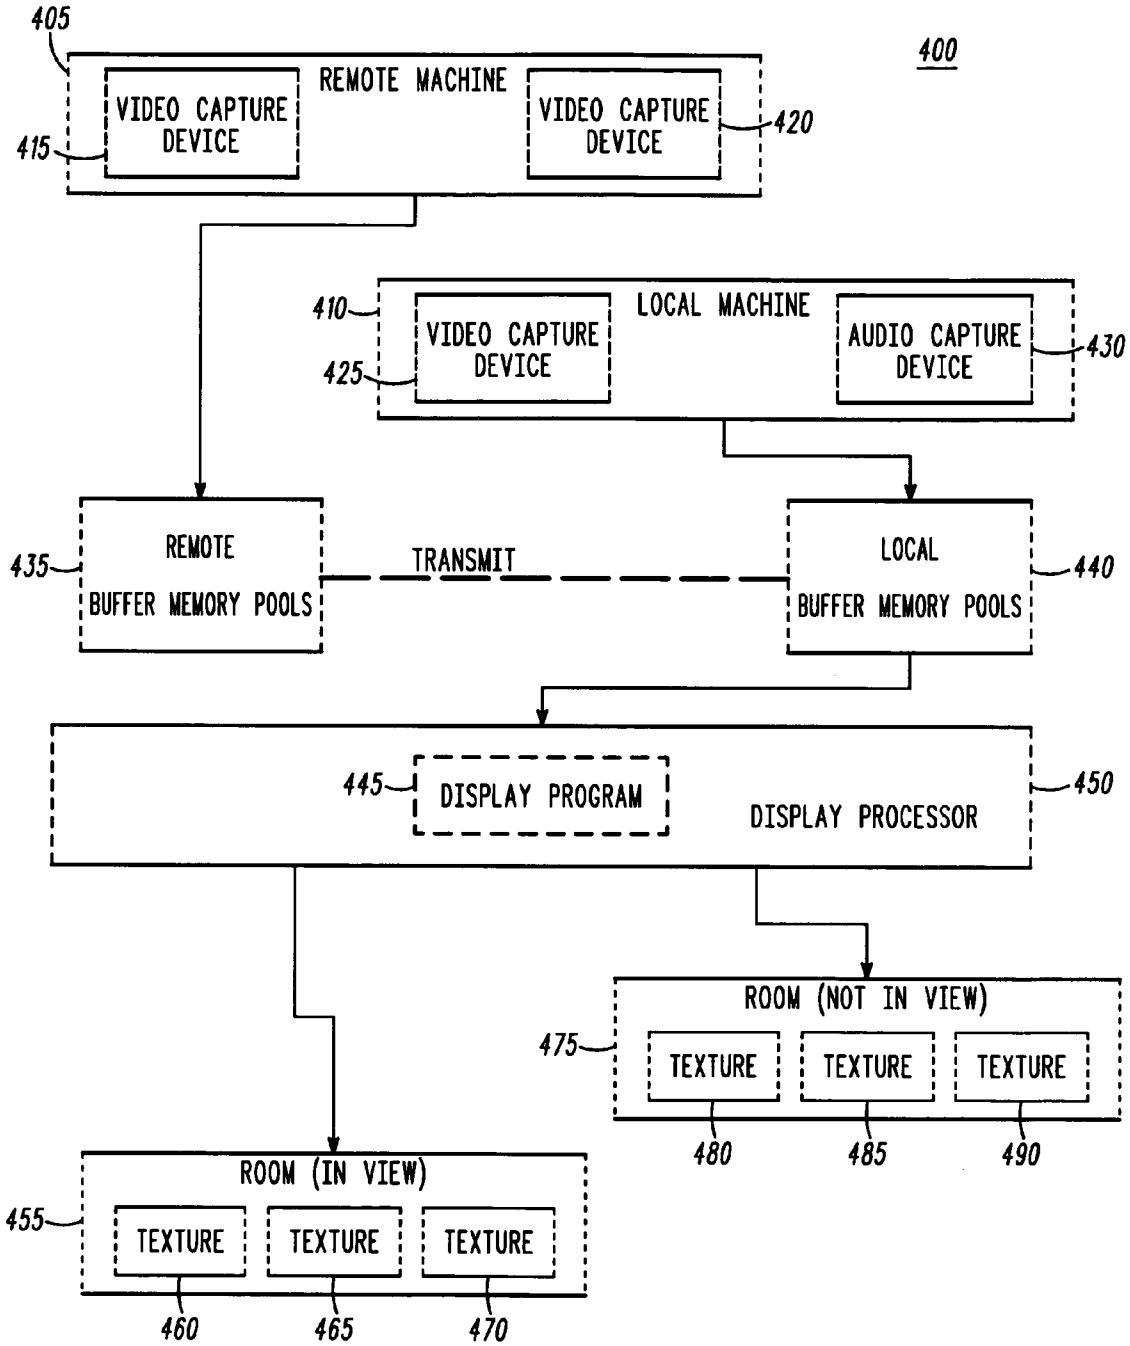 405
400
REMOTE MACHINE
VIDEO CAPTURE
DEVICE
415
VIDEO CAPTURE
DEVICE
420
410
LOCAL MACHINE
VIDEO CAPTURE
DEVICE
425
AUDIO CAPTURE
DEVICE
430
435
REMOTE
BUFFER MEMORY POOLS
TRANSMIT
LOCAL
BUFFER MEMORY POOLS
440
445
DISPLAY PROGRAM
DISPLAY PROCESSOR
450
ROOM (NOT IN VIEW)
475
TEXTURE
TEXTURE
TEXTURE
480
485
490
ROOM (IN VIEW)
455
TEXTURE
TEXTURE
TEXTURE
460
465
470